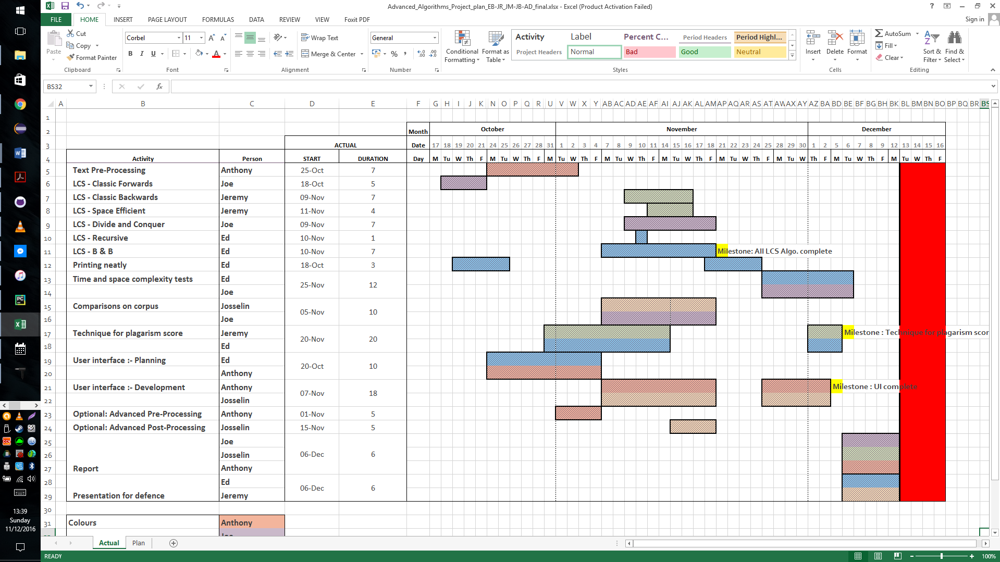 Advanced_Algorithms_Project_plan_EB-JR_JM-JB-AD_final.xlsx - Excel (Product Activation Failed)
FILE HOME INSERT PAGE LAYOUT FORMULAS DATA REVIEW VIEW Foxit PDF Sign in
Paste Cut Copy Format Painter Clipboard
Corbel 11 B I U Font
Wrap Text Merge & Center Alignment
General % , Number
Conditional Formatting Format as Table
Activity Label Percent C... Period Headers Period Highl...
Project Headers Normal Bad Good Neutral
Styles
Insert Delete Format Cells
AutoSum Fill Clear Sort & Filter Find & Select Editing
BS32 fx
A B C D E F G H I J K N O P Q R U V W X Y AB AC AD AE AF AI AJ AK AL AM AP AQ AR AS AT AW AX AY AZ BA BD BE BF BG BH BK BL BM BN BO BP BQ BR BS
1
2 Month October November December
3 ACTUAL Date 17 18 19 20 21 24 25 26 27 28 31 1 2 3 4 7 8 9 10 11 14 15 16 17 18 21 22 23 24 25 28 29 30 1 2 5 6 7 8 9 12 13 14 15 16
4 Activity Person START DURATION Day M Tu W Th F M Tu W Th F M Tu W Th F M Tu W Th F M Tu W Th F M Tu W Th F M Tu W Th F M Tu W Th F M Tu W Th F
5 Text Pre-Processing Anthony 25-Oct 7
6 LCS - Classic Forwards Joe 18-Oct 5
7 LCS - Classic Backwards Jeremy 09-Nov 7
8 LCS - Space Efficient Jeremy 11-Nov 4
9 LCS - Divide and Conquer Joe 09-Nov 7
10 LCS - Recursive Ed 10-Nov 1
11 LCS - B & B Ed 10-Nov 7 Milestone: All LCS Algo. complete
12 Printing neatly Ed 18-Oct 3
13 Time and space complexity tests Ed
25-Nov 12
14 Joe
15 Comparisons on corpus Josselin
05-Nov 10
16 Joe
17 Technique for plagarism score Jeremy Milestone : Technique for plagarism scor
20-Nov 20
18 Ed
19 User interface :- Planning Ed
20-Oct 10
20 Anthony
21 User interface :- Development Anthony Milestone : UI complete
07-Nov 18
22 Josselin
23 Optional: Advanced Pre-Processing Anthony 01-Nov 5
24 Optional: Advanced Post-Processing Josselin 15-Nov 5
25 Joe
26 Josselin 06-Dec 6
27 Report Anthony
28 Ed
06-Dec 6
29 Presentation for defence Jeremy
30
31 Colours Anthony
Joe
13:39
Sunday
11/12/2016
Actual Plan
READY 100%